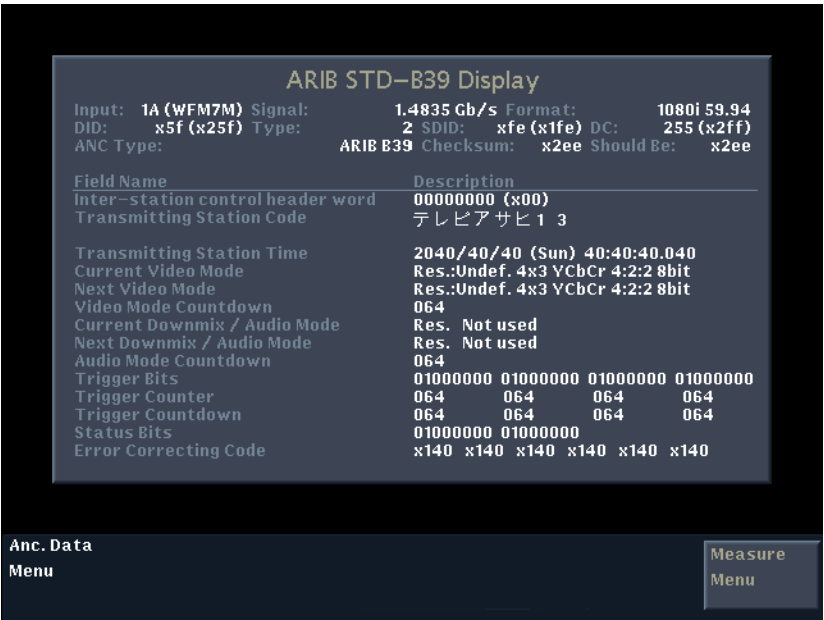 ARIB STD–B39 Display
Input: 1A (WFM7M) Signal: 1.4835 Gb/s Format: 1080i 59.94
DID: x5f (x25f) Type: 2 SDID: xfe (x1fe) DC: 255 (x2ff)
ANC Type: ARIB B39 Checksum: x2ee Should Be: x2ee
Field Name Description
Inter–station control header word 00000000 (x00)
Transmitting Station Code テレビアサヒ1 3
Transmitting Station Time 2040/40/40 (Sun) 40:40:40.040
Current Video Mode Res.:Undef. 4x3 YCbCr 4:2:2 8bit
Next Video Mode Res.:Undef. 4x3 YCbCr 4:2:2 8bit
Video Mode Countdown 064
Current Downmix / Audio Mode Res. Not used
Next Downmix / Audio Mode Res. Not used
Audio Mode Countdown 064
Trigger Bits 01000000 01000000 01000000 01000000
Trigger Counter 064 064 064 064
Trigger Countdown 064 064 064 064
Status Bits 01000000 01000000
Error Correcting Code x140 x140 x140 x140 x140 x140
Anc. Data
Menu
Measure
Menu